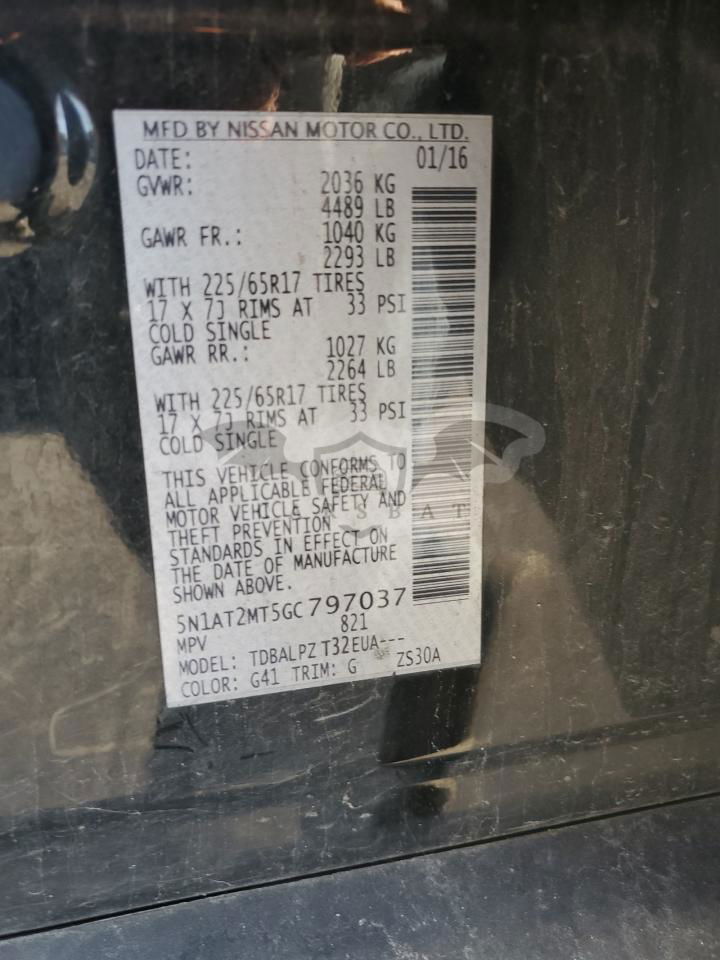 MFD BY NISSAN MOTOR CO., LTD.
DATE: 01/16
GVWR: 2036 KG
4489 LB
GAWR FR.: 1040 KG
2293 LB
WITH 225/65R17 TIRES
17 X 7J RIMS AT 33 PSI
COLD SINGLE
GAWR RR.: 1027 KG
2264 LB
WITH 225/65R17 TIRES
17 X 7J RIMS AT 33 PSI
COLD SINGLE
THIS VEHICLE CONFORMS TO
ALL APPLICABLE FEDERAL
MOTOR VEHICLE SAFETY AND
THEFT PREVENTION
STANDARDS IN EFFECT ON
THE DATE OF MANUFACTURE
SHOWN ABOVE.
5N1AT2MT5GC797037
MPV 821
MODEL: TDBALPZ T32EUA---
COLOR: G41 TRIM: G ZS30A